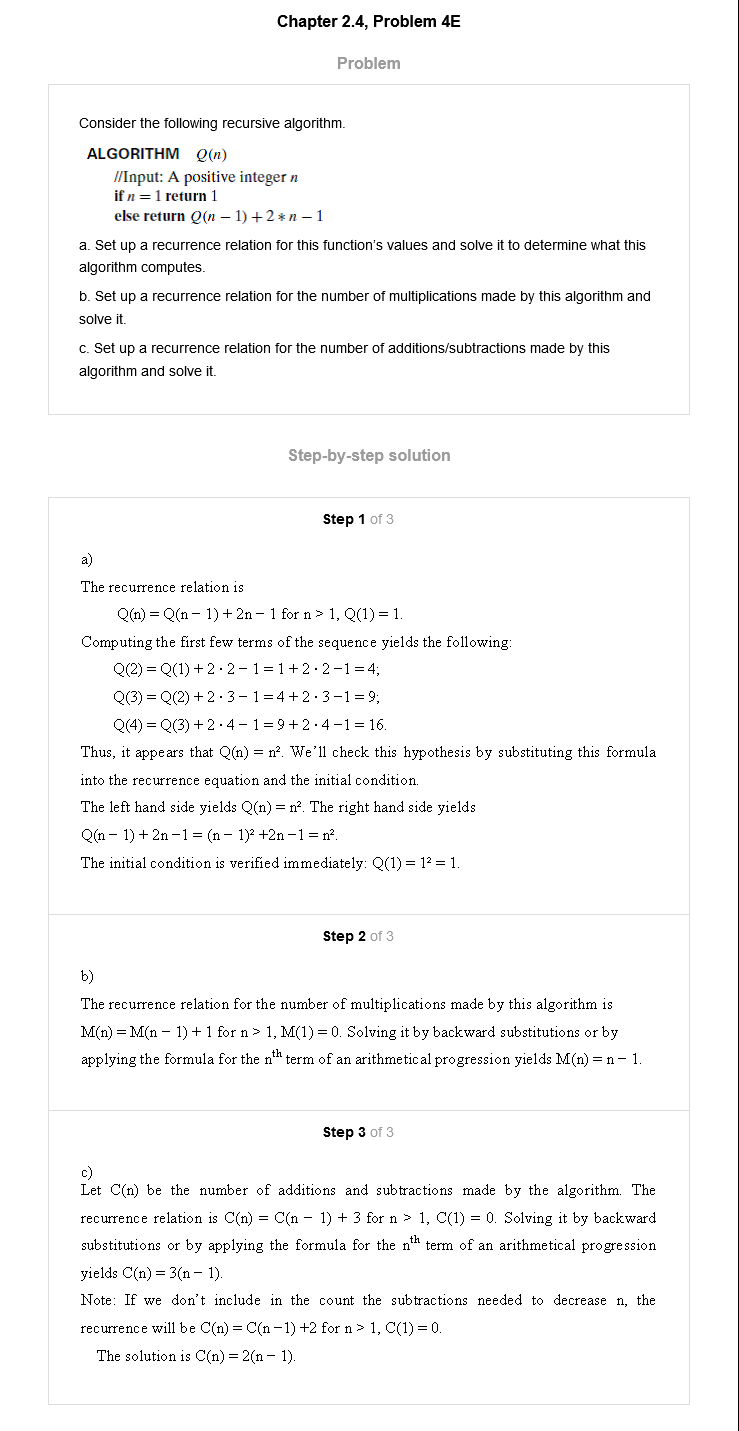 Chapter 2.4, Problem 4E
Problem
Consider the following recursive algorithm.
ALGORITHM Q(n)
//Input: A positive integer n
if n = 1 return 1
else return Q(n − 1) + 2 ∗ n − 1
a. Set up a recurrence relation for this function's values and solve it to determine what this
algorithm computes.
b. Set up a recurrence relation for the number of multiplications made by this algorithm and
solve it.
c. Set up a recurrence relation for the number of additions/subtractions made by this
algorithm and solve it.
Step-by-step solution
Step 1 of 3
a)
The recurrence relation is
Q(n) = Q(n − 1) + 2n − 1 for n > 1, Q(1) = 1.
Computing the first few terms of the sequence yields the following:
Q(2) = Q(1) + 2 · 2 − 1 = 1 + 2 · 2 −1 = 4;
Q(3) = Q(2) + 2 · 3 − 1 = 4 + 2 · 3 −1 = 9;
Q(4) = Q(3) + 2 · 4 − 1 = 9 + 2 · 4 −1 = 16.
Thus, it appears that Q(n) = n². We'll check this hypothesis by substituting this formula
into the recurrence equation and the initial condition.
The left hand side yields Q(n) = n². The right hand side yields
Q(n − 1) + 2n −1 = (n − 1)² +2n −1 = n².
The initial condition is verified immediately: Q(1) = 1² = 1.
Step 2 of 3
b)
The recurrence relation for the number of multiplications made by this algorithm is
M(n) = M(n − 1) + 1 for n > 1, M(1) = 0. Solving it by backward substitutions or by
applying the formula for the nᵗʰ term of an arithmetical progression yields M(n) = n − 1.
Step 3 of 3
c)
Let C(n) be the number of additions and subtractions made by the algorithm. The
recurrence relation is C(n) = C(n − 1) + 3 for n > 1, C(1) = 0. Solving it by backward
substitutions or by applying the formula for the nᵗʰ term of an arithmetical progression
yields C(n) = 3(n − 1).
Note: If we don't include in the count the subtractions needed to decrease n, the
recurrence will be C(n) = C(n −1) +2 for n > 1, C(1) = 0.
The solution is C(n) = 2(n − 1).